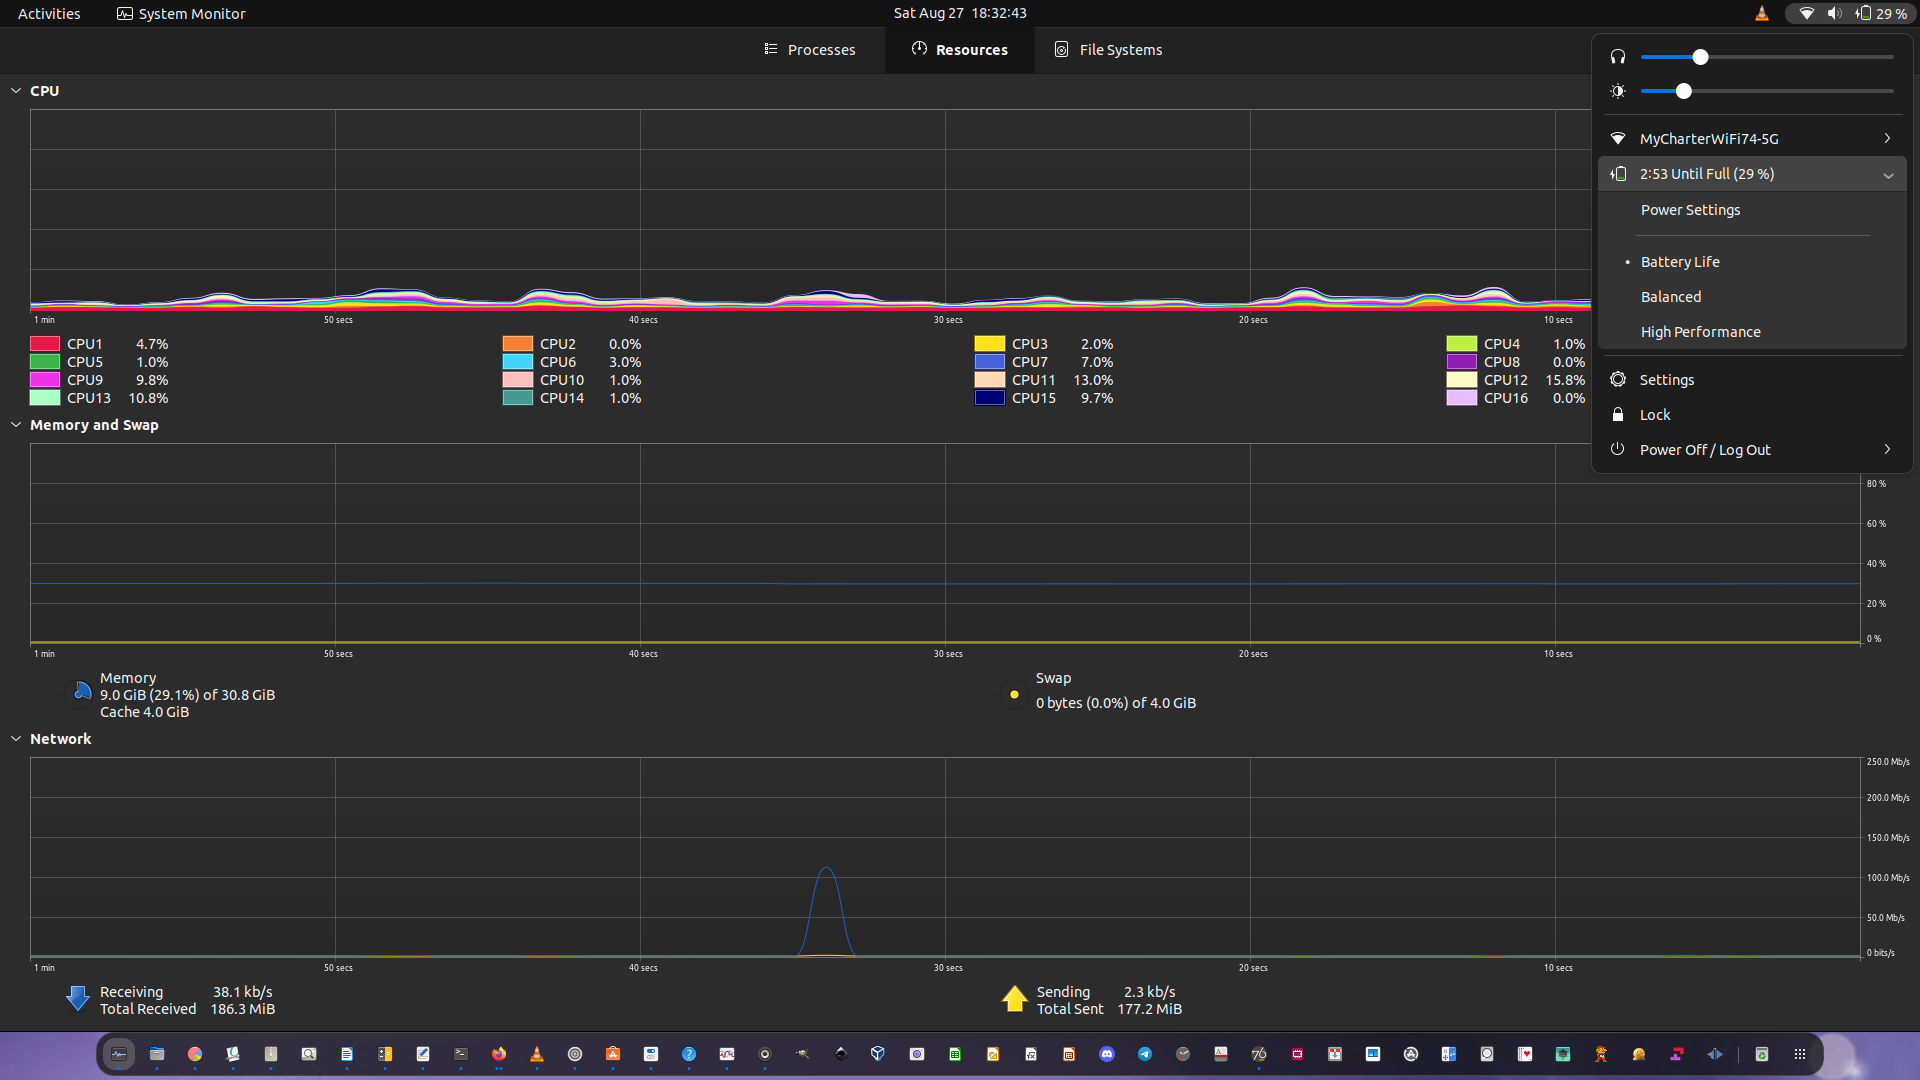 Activities System Monitor Sat Aug 27 18:32:43 29 %
Processes Resources File Systems
CPU
1 min 50 secs 40 secs 30 secs 20 secs 10 secs
CPU1 4.7% CPU2 0.0% CPU3 2.0% CPU4 1.0%
CPU5 1.0% CPU6 3.0% CPU7 7.0% CPU8 0.0%
CPU9 9.8% CPU10 1.0% CPU11 13.0% CPU12 15.8%
CPU13 10.8% CPU14 1.0% CPU15 9.7% CPU16 0.0%
MyCharterWiFi74-5G
2:53 Until Full (29 %)
Power Settings
• Battery Life
Balanced
High Performance
Settings
Lock
Power Off / Log Out
Memory and Swap
80 %
60 %
40 %
20 %
0 %
1 min 50 secs 40 secs 30 secs 20 secs 10 secs
Memory
9.0 GiB (29.1%) of 30.8 GiB
Cache 4.0 GiB
Swap
0 bytes (0.0%) of 4.0 GiB
Network
250.0 Mb/s
200.0 Mb/s
150.0 Mb/s
100.0 Mb/s
50.0 Mb/s
0 bits/s
1 min 50 secs 40 secs 30 secs 20 secs 10 secs
Receiving 38.1 kb/s
Total Received 186.3 MiB
Sending 2.3 kb/s
Total Sent 177.2 MiB
76